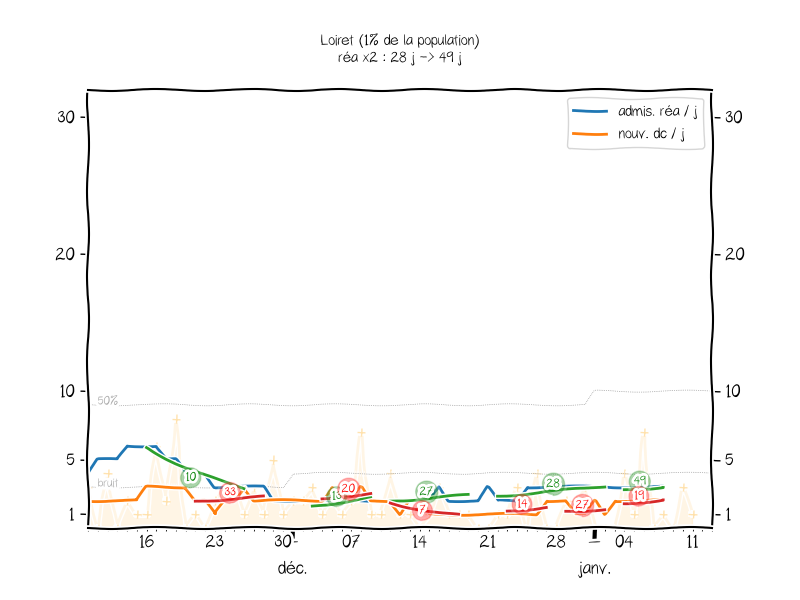 Loiret (1% de la population)
réa x2 : 28 j -> 49 j
admis. réa / j
nouv. dc / j
30 30
20 20
10 10
50%
5 5
bruit
1 1
10 33 20 27 7 14 28 27 49 19
16 23 30 07 14 21 28 04 11
déc. janv.